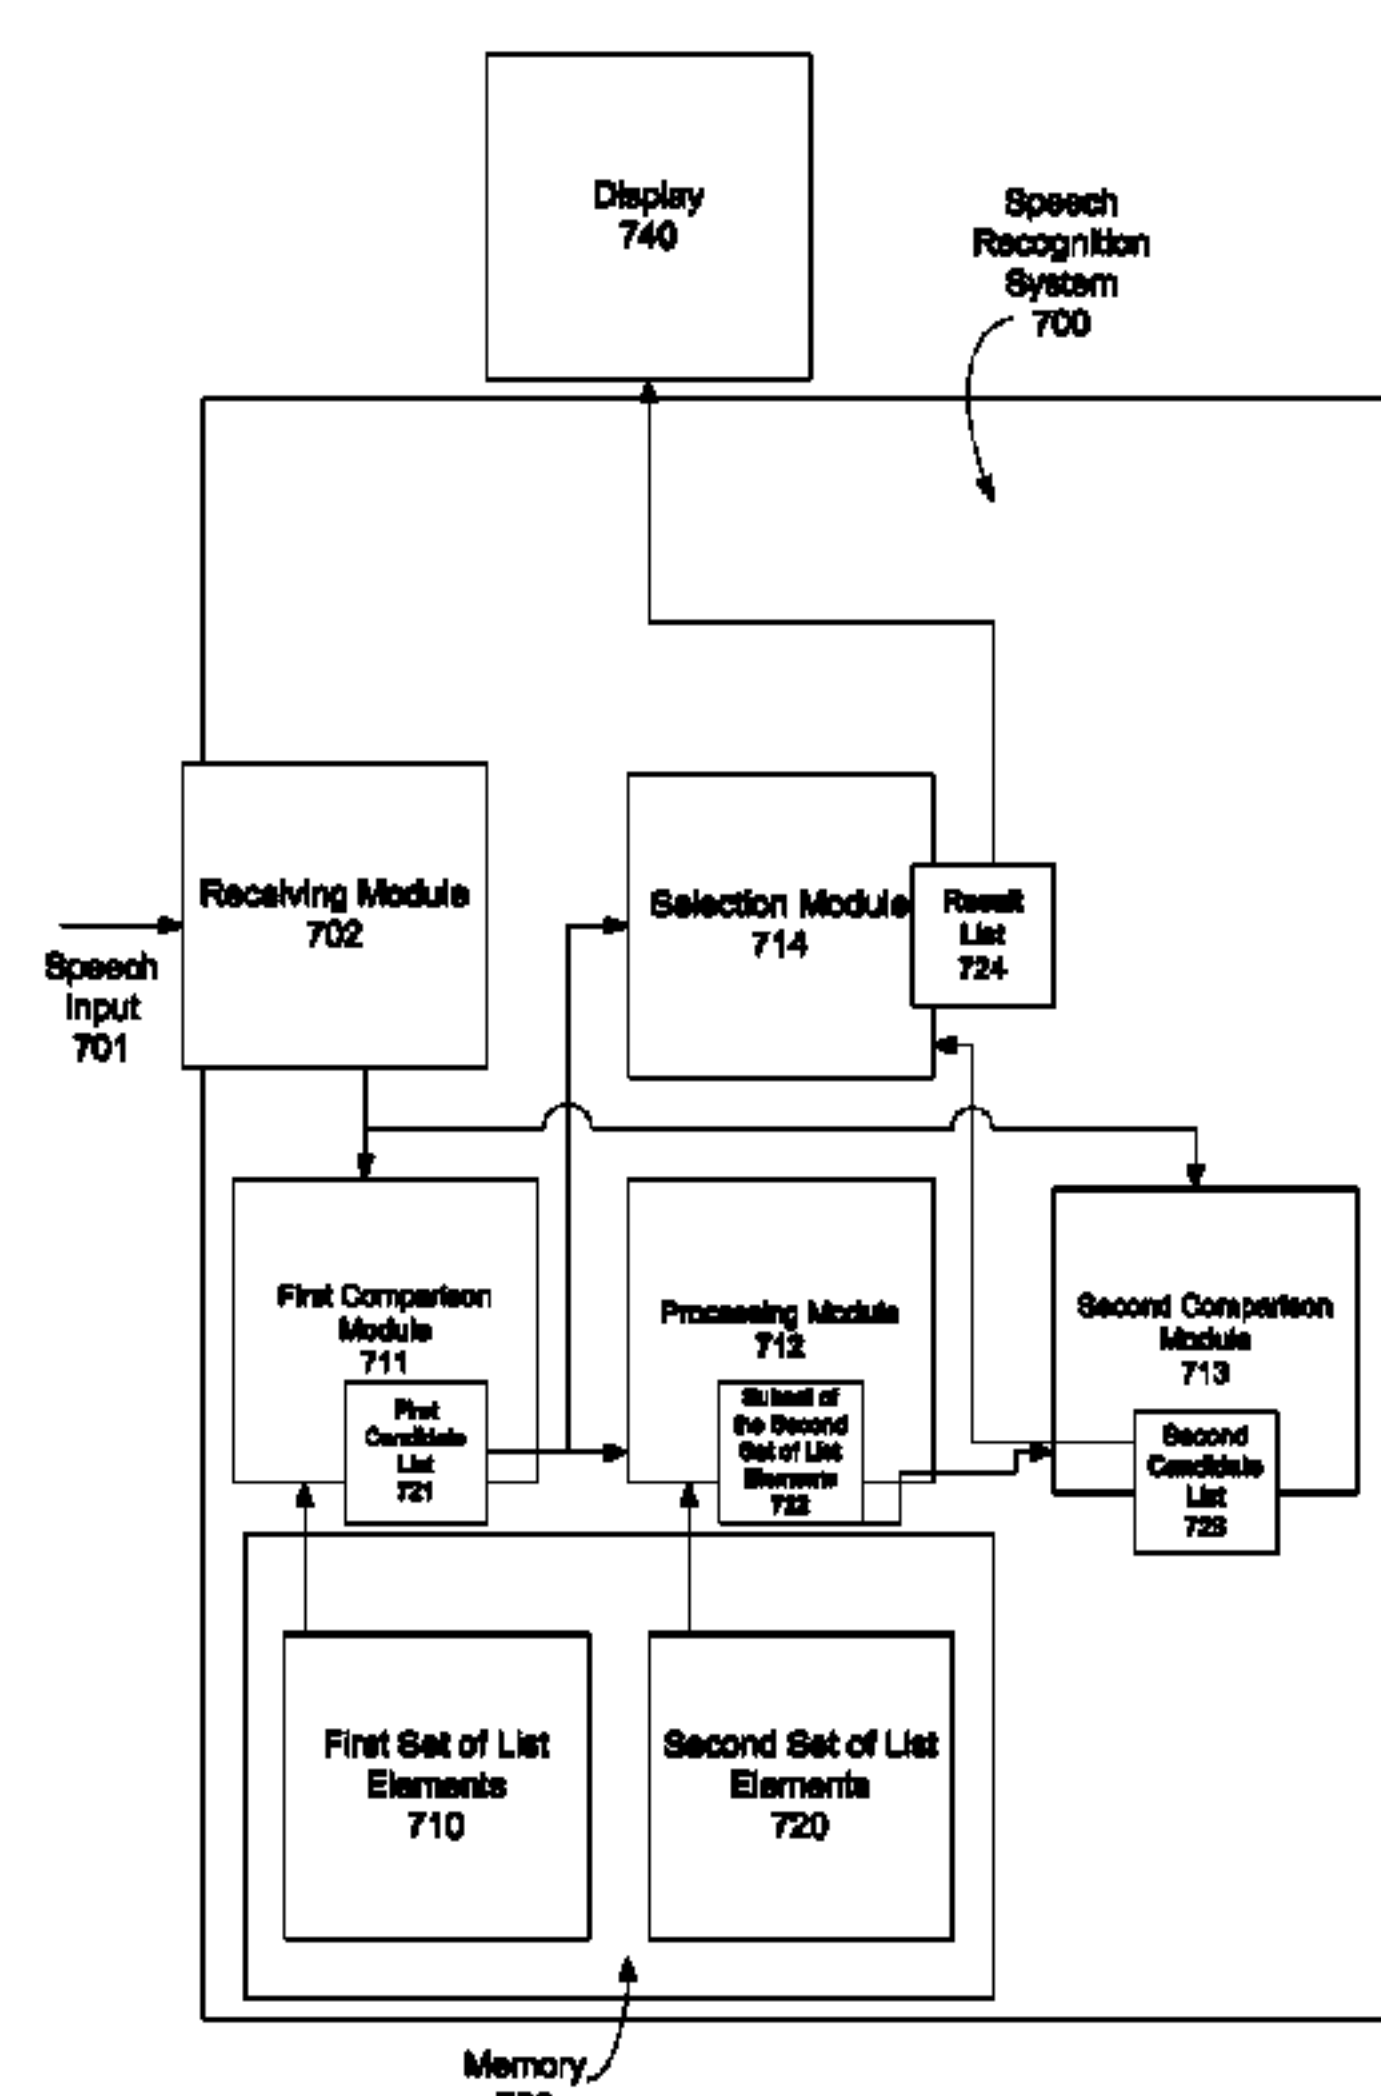 Display
740
Speech
Recognition
System
700
Receiving Module
702
Speech
Input
701
Selection Module
714
Result
List
724
First Comparison
Module
711
First
Candidate
List
721
Processing Module
712
Subset of
the Second
Set of List
Elements
722
Second Comparison
Module
713
Second
Candidate
List
723
First Set of List
Elements
710
Second Set of List
Elements
720
Memory